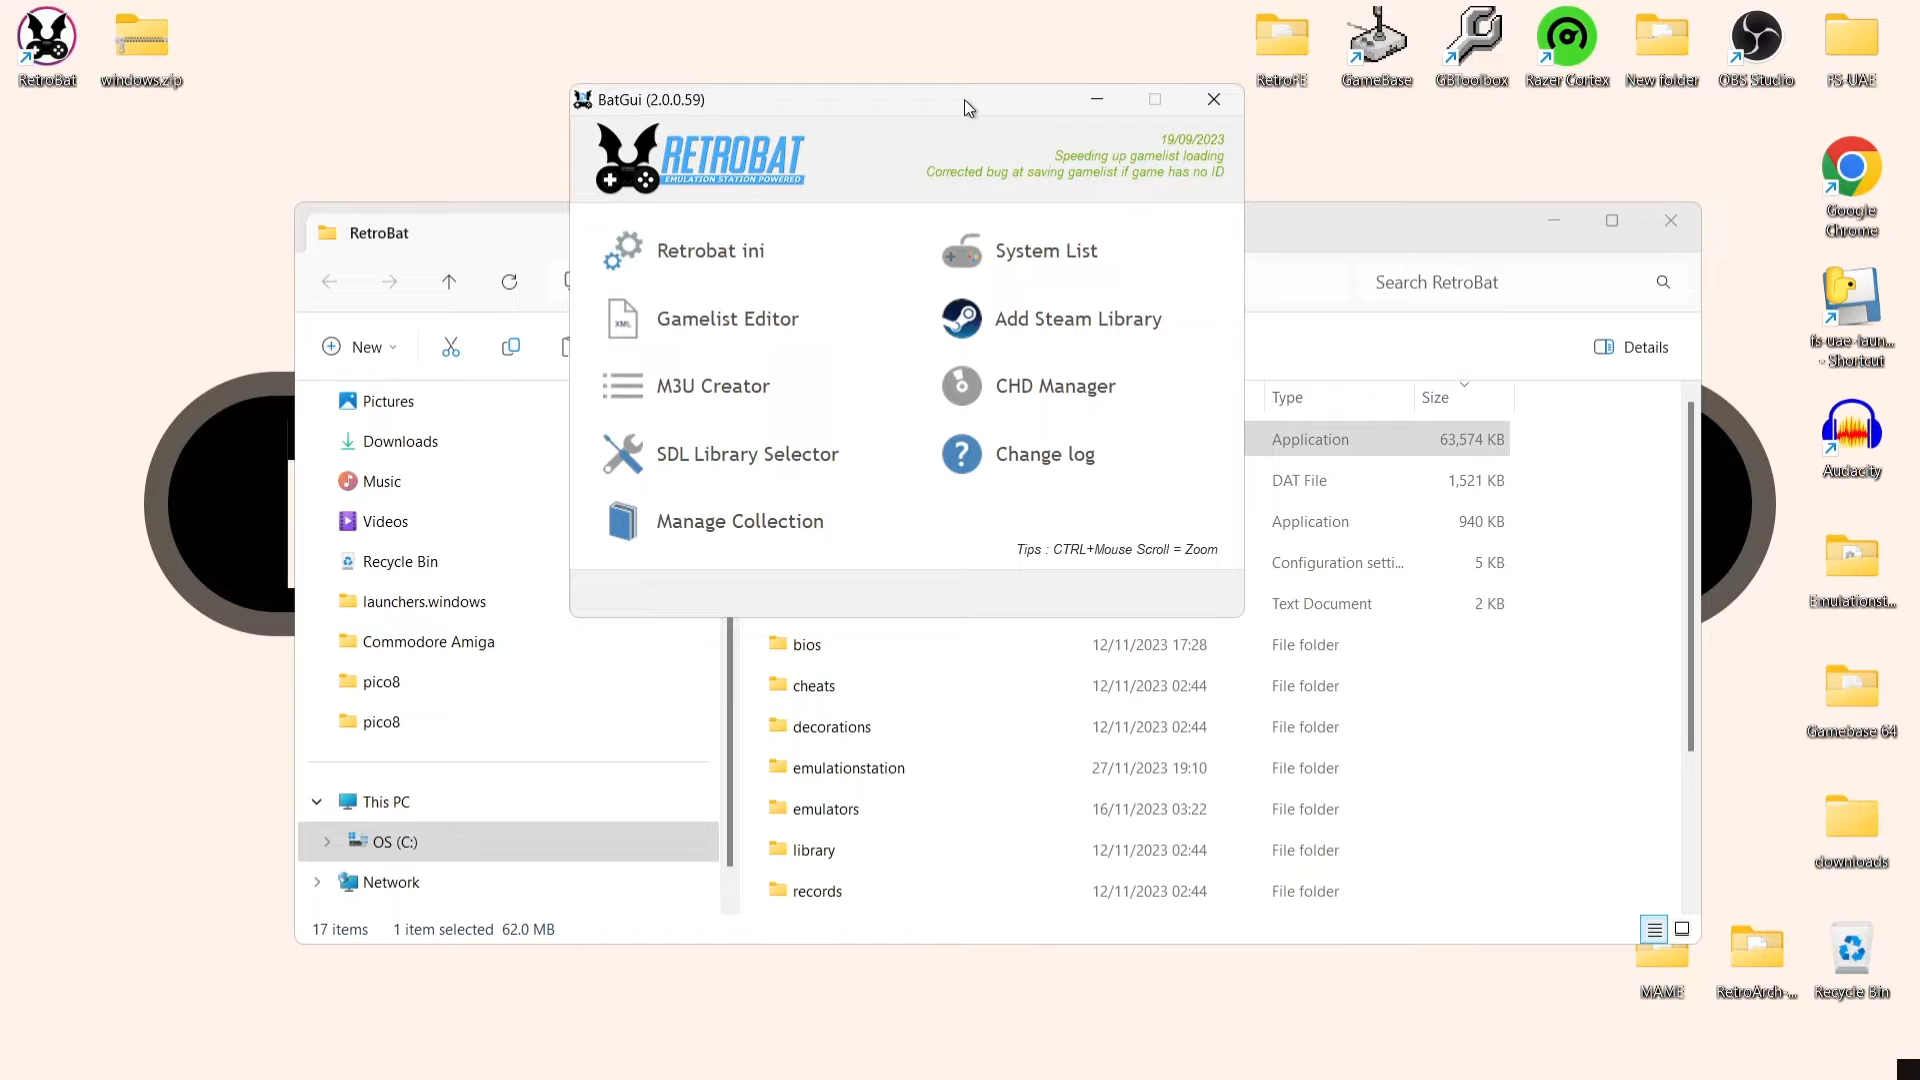 RetroBat
windows.zip
RetroFE
GameBase
GBToolbox
Razer Cortex
New folder
OBS Studio
FS-UAE
BatGui (2.0.0.59)
RETROBAT
EMULATION STATION POWERED
19/09/2023
Speeding up gamelist loading
Corrected bug at saving gamelist if game has no ID
Retrobat ini
System List
Gamelist Editor
Add Steam Library
M3U Creator
CHD Manager
SDL Library Selector
Change log
Manage Collection
Tips : CTRL+Mouse Scroll = Zoom
RetroBat
Search RetroBat
New
Details
Pictures
Downloads
Music
Videos
Recycle Bin
launchers.windows
Commodore Amiga
pico8
pico8
This PC
OS (C:)
Network
Type Size
Application 63,574 KB
DAT File 1,521 KB
Application 940 KB
Configuration setti... 5 KB
Text Document 2 KB
bios 12/11/2023 17:28 File folder
cheats 12/11/2023 02:44 File folder
decorations 12/11/2023 02:44 File folder
emulationstation 27/11/2023 19:10 File folder
emulators 16/11/2023 03:22 File folder
library 12/11/2023 02:44 File folder
records 12/11/2023 02:44 File folder
17 items 1 item selected 62.0 MB
Google
Chrome
fs-uae-laun...
- Shortcut
Audacity
Emulationst...
Gamebase 64
downloads
MAME
RetroArch-...
Recycle Bin